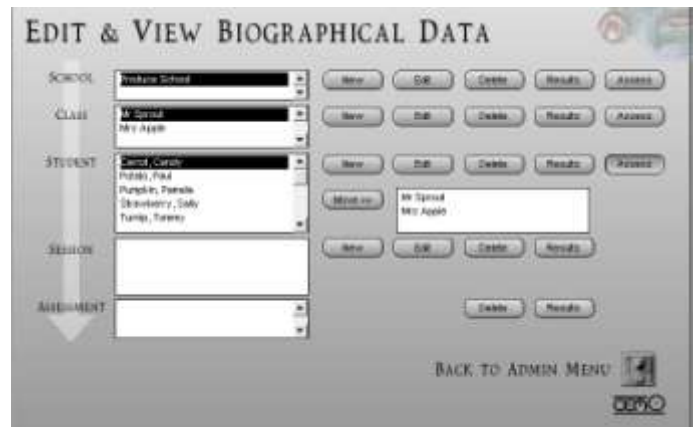 EDIT & VIEW BIOGRAPHICAL DATA
SCHOOL Produce School New Edit Delete Results Assess
CLASS Mr Sprout New Edit Delete Results Assess
Mrs Apple
STUDENT Carrot, Candy New Edit Delete Results Assess
Potato, Paul
Pumpkin, Pamela Move >> Mr Sprout
Strawberry, Sally Mrs Apple
Turnip, Tommy
SESSION New Edit Delete Results
ASSESSMENT Delete Results
BACK TO ADMIN MENU
DEMO